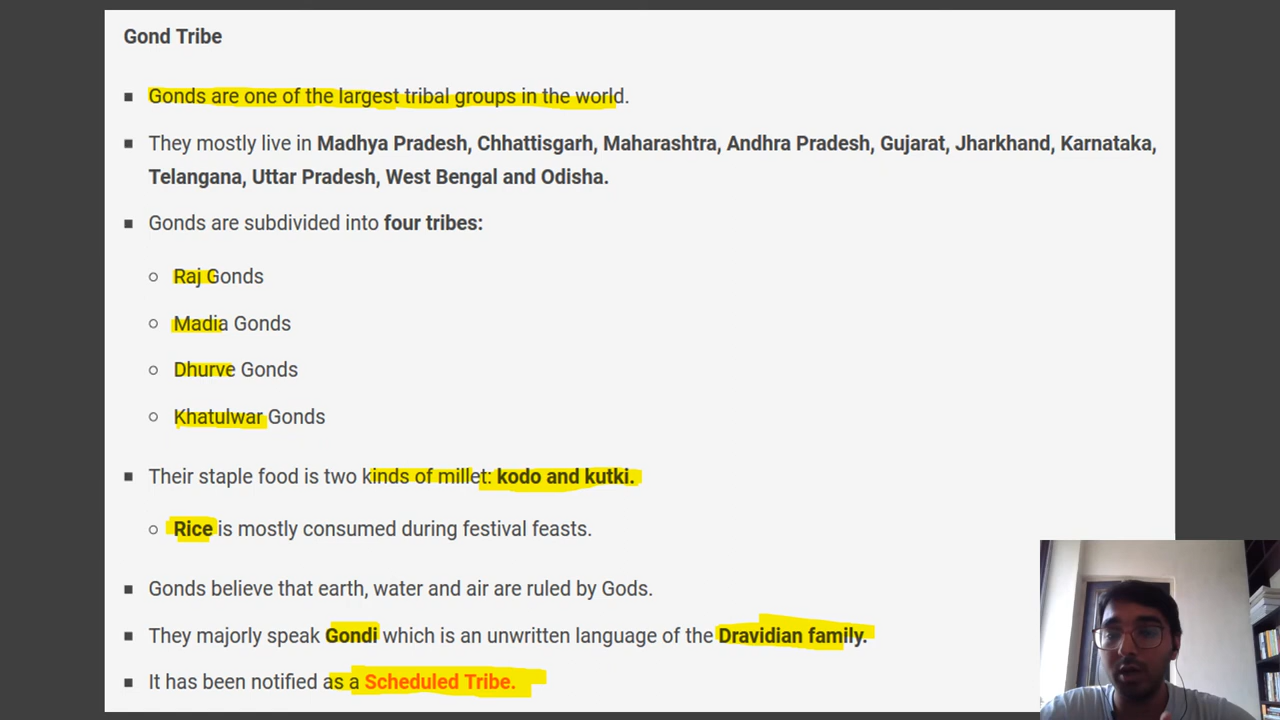 Gond Tribe
Gonds are one of the largest tribal groups in the world.
They mostly live in Madhya Pradesh, Chhattisgarh, Maharashtra, Andhra Pradesh, Gujarat, Jharkhand, Karnataka,
Telangana, Uttar Pradesh, West Bengal and Odisha.
Gonds are subdivided into four tribes:
Raj Gonds
Madia Gonds
Dhurve Gonds
Khatulwar Gonds
Their staple food is two kinds of millet: kodo and kutki.
Rice is mostly consumed during festival feasts.
Gonds believe that earth, water and air are ruled by Gods.
They majorly speak Gondi which is an unwritten language of the Dravidian family.
It has been notified as a Scheduled Tribe.